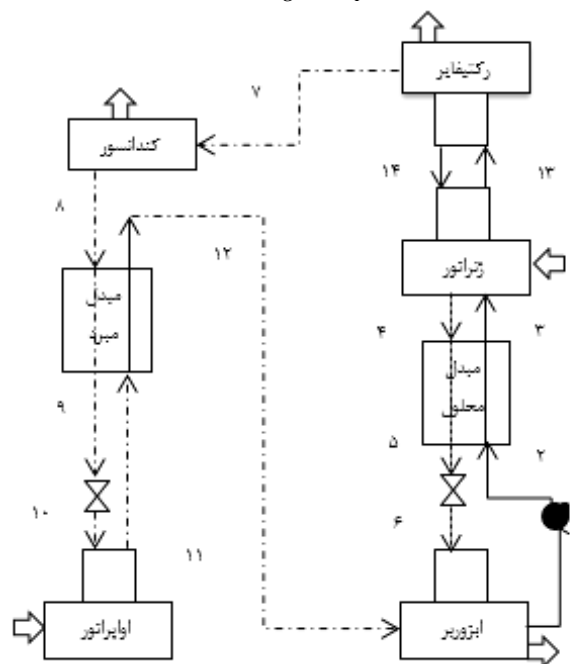 رکتیفایر
۷
کندانسور
۱۴
۱۳
۸
۱۲
ژنراتور
مبدل
مبرد
۴
۳
مبدل
محلول
۹
۵
۲
۱۰
۶
۱۱
اواپراتور
ابزوربر